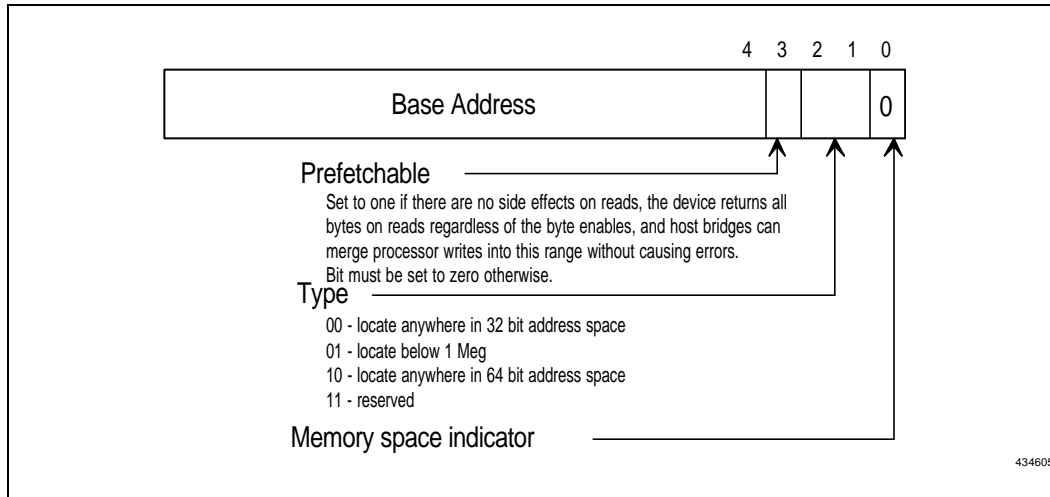 4 3 2 1 0
Base Address 0
Prefetchable
Set to one if there are no side effects on reads, the device returns all
bytes on reads regardless of the byte enables, and host bridges can
merge processor writes into this range without causing errors.
Bit must be set to zero otherwise.
Type
00 - locate anywhere in 32 bit address space
01 - locate below 1 Meg
10 - locate anywhere in 64 bit address space
11 - reserved
Memory space indicator
434605